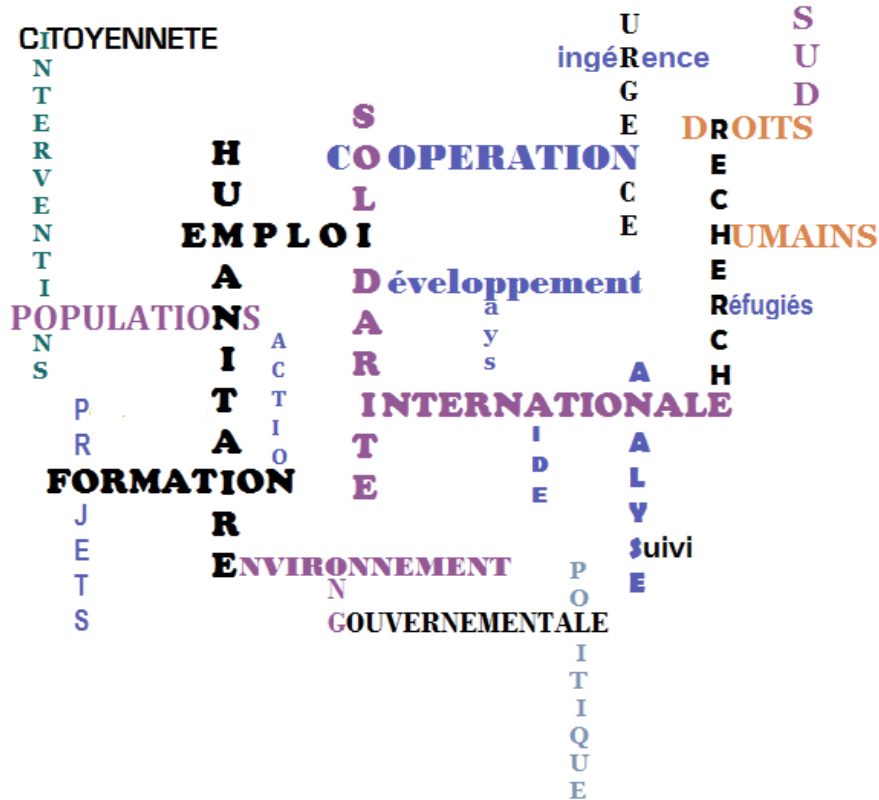 CITOYENNETE
INTERVENTIONS
URGENCE
SUD
ingéRence
SOLIDARITE
DROITS
RECHERCHE
HUMANITAIRE
COOPERATION
EMPLOI
HUMAINS
Développement
pays
Réfugiés
POPULATIONS
ACTION
ANALYSE
PROJETS
INTERNATIONALE
AIDE
FORMATION
Suivi
ENVIRONNEMENT
ONG
POLITIQUE
GOUVERNEMENTALE